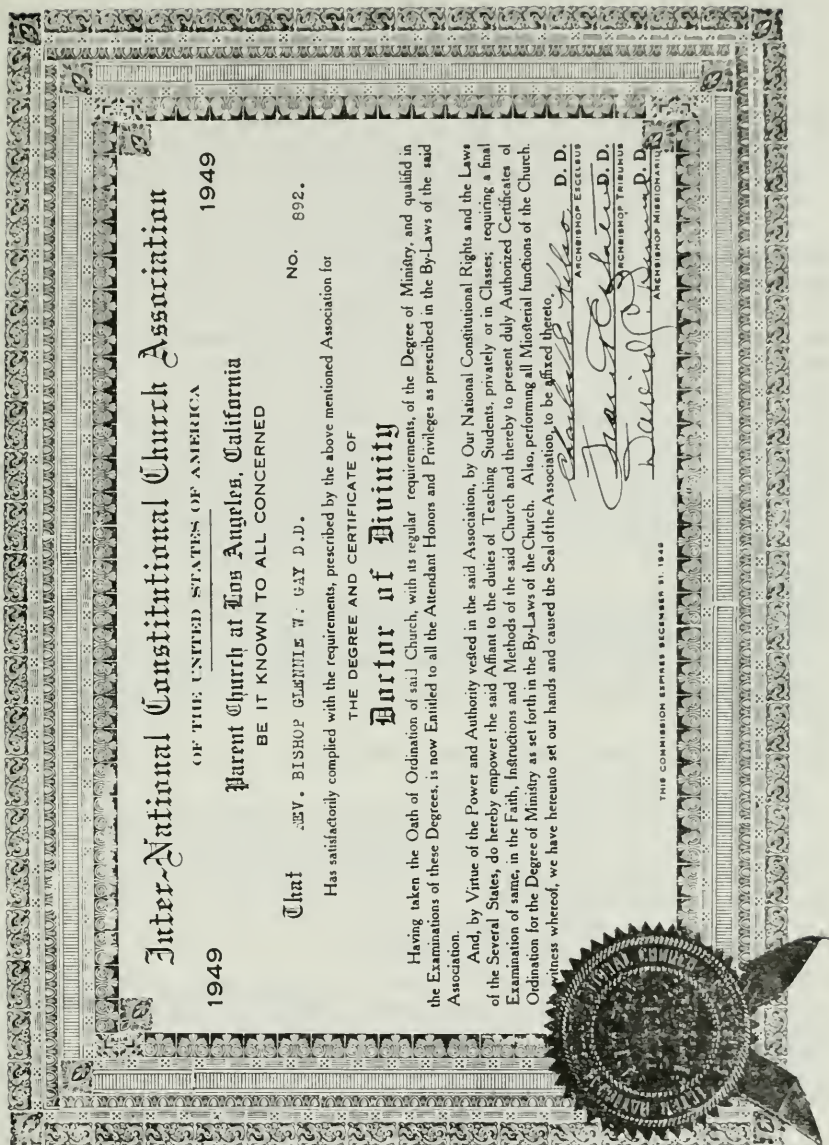 Inter-National Constitutional Church Association
OF THE UNITED STATES OF AMERICA
1949 1949
Parent Church at Los Angeles, California
BE IT KNOWN TO ALL CONCERNED
That REV. BISHOP GLENNIE W. GAY D.D. No. 892.
Has satisfactorily complied with the requirements, prescribed by the above mentioned Association for
THE DEGREE AND CERTIFICATE OF
Doctor of Divinity
Having taken the Oath of Ordination of said Church, with its regular requirements, of the Degree of Ministry, and qualified in
the Examinations of these Degrees, is now Entitled to all the Attendant Honors and Privileges as prescribed in the By-Laws of the said
Association.
And, by Virtue of the Power and Authority vested in the said Association, by Our National Constitutional Rights and the Laws
of the Several States, do hereby empower the said Affiant to the duties of Teaching Students, privately or in Classes; requiring a final
Examination of same, in the Faith, Instructions and Methods of the said Church and thereby to present duly Authorized Certificates of
Ordination for the Degree of Ministry as set forth in the By-Laws of the Church. Also, performing all Miosterial functions of the Church.
witness whereof, we have hereunto set our hands and caused the Seal of the Association, to be affixed thereto.
Kelso D. D.
ARCHBISHOP EXCELSUS
D. D.
ARCHBISHOP TRIBUNUS
David D. D.
ARCHBISHOP MISSIONARIUS
THIS COMMISSION EXPIRES DECEMBER 31, 1949
INTER NATIONAL CHURCH